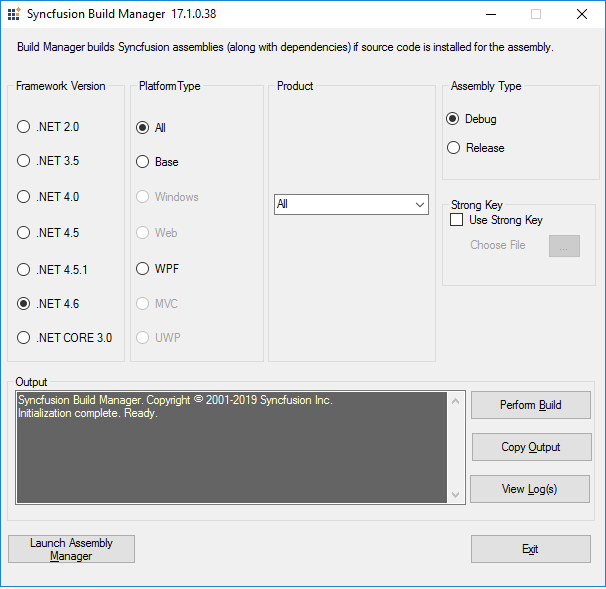 Syncfusion Build Manager 17.1.0.38
Build Manager builds Syncfusion assemblies (along with dependencies) if source code is installed for the assembly.
Framework Version
.NET 2.0
.NET 3.5
.NET 4.0
.NET 4.5
.NET 4.5.1
.NET 4.6
.NET CORE 3.0
Platform Type
All
Base
Windows
Web
WPF
MVC
UWP
Product
All
Assembly Type
Debug
Release
Strong Key
Use Strong Key
Choose File
...
Output
Syncfusion Build Manager. Copyright © 2001-2019 Syncfusion Inc.
Initialization complete. Ready.
Perform Build
Copy Output
View Log(s)
Launch Assembly
Manager
Exit